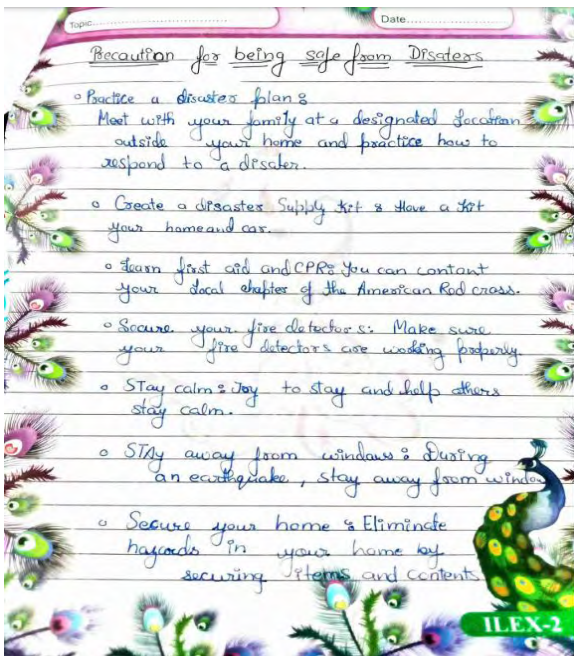 Topic..............................
Date..................
Precaution for being safe from Disaters
Practice a disaster plan :
Meet with your family at a designated location
outside your home and practice how to
respond to a disater.
Create a disaster Supply kit : Have a kit
your home and car.
Learn first aid and CPR : You can contant
your local chapter of the American Rod cross.
Secure your fire detectors : Make sure
your fire detectors are working properly.
STay calm : Toy to stay and help others
stay calm.
STAy away from windows : During
an earthquake, stay away from window
Secure your home : Eliminate
hazards in your home by
securing items and contents
ILEX-2